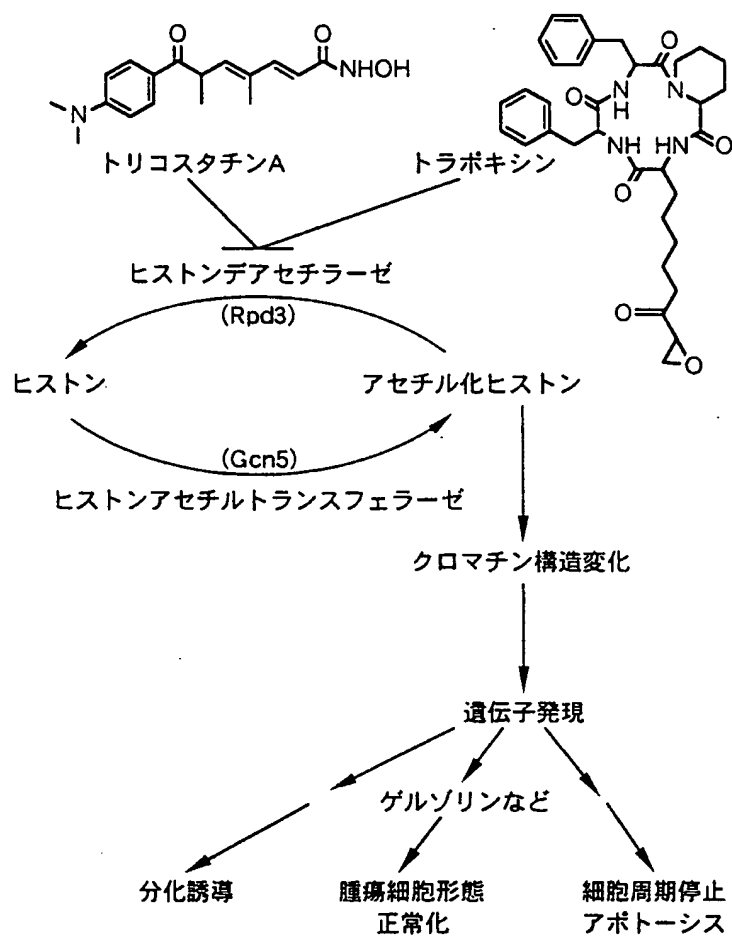 O
O
NHOH
N
トリコスタチンA
O
O
N
N
H
O
NH
HN
O
O
トラポキシン
O
O
ヒストンデアセチラーゼ
(Rpd3)
ヒストン
アセチル化ヒストン
(Gcn5)
ヒストンアセチルトランスフェラーゼ
クロマチン構造変化
遺伝子発現
ゲルゾリンなど
分化誘導
腫瘍細胞形態
正常化
細胞周期停止
アポトーシス